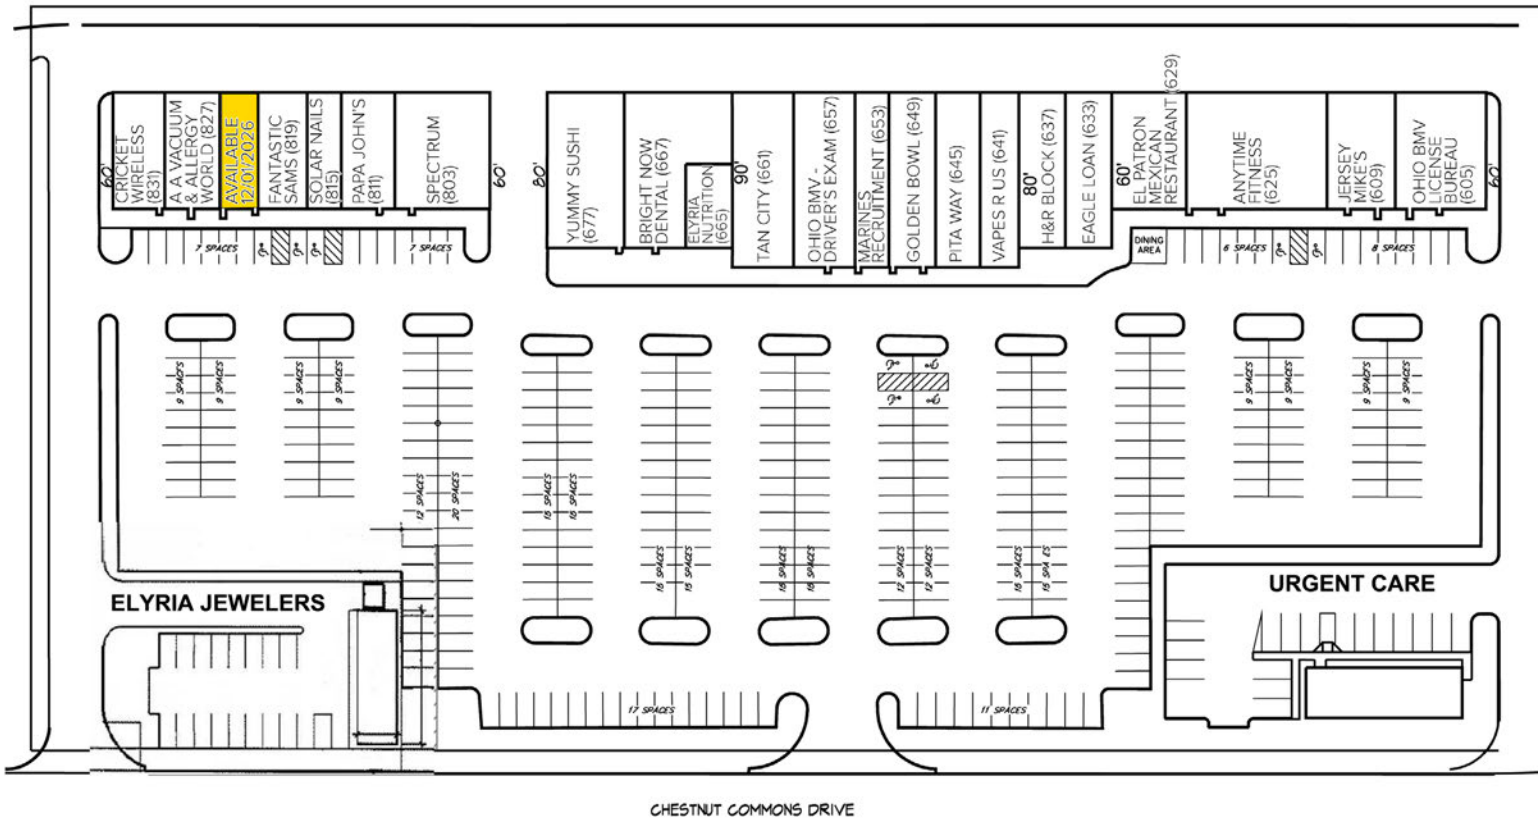 60'
CRICKET
WIRELESS
(831)
A A VACUUM
& ALLERGY
WORLD (827)
AVAILABLE
12/01/2026
FANTASTIC
SAMS (819)
SOLAR NAILS
(815)
PAPA JOHN'S
(811)
SPECTRUM
(803)
60'
80'
YUMMY SUSHI
(677)
BRIGHT NOW
DENTAL (667)
ELYRIA
NUTRITION
(665)
90'
TAN CITY (661)
OHIO BMV -
DRIVER'S EXAM (657)
MARINES
RECRUITMENT (653)
GOLDEN BOWL (649)
PITA WAY (645)
VAPES R US (641)
80'
H&R BLOCK (637)
EAGLE LOAN (633)
60'
EL PATRON
MEXICAN
RESTAURANT (629)
ANYTIME
FITNESS
(625)
JERSEY
MIKE'S
(609)
OHIO BMV
LICENSE
BUREAU
(605)
60'
7 SPACES
7 SPACES
DINING
AREA
6 SPACES
8 SPACES
9 SPACES
9 SPACES
9 SPACES
9 SPACES
12 SPACES
20 SPACES
15 SPACES
15 SPACES
15 SPACES
15 SPACES
15 SPACES
15 SPACES
12 SPACES
12 SPACES
15 SPACES
15 SPA ES
9 SPACES
9 SPACES
9 SPACES
9 SPACES
ELYRIA JEWELERS
URGENT CARE
17 SPACES
11 SPACES
CHESTNUT COMMONS DRIVE